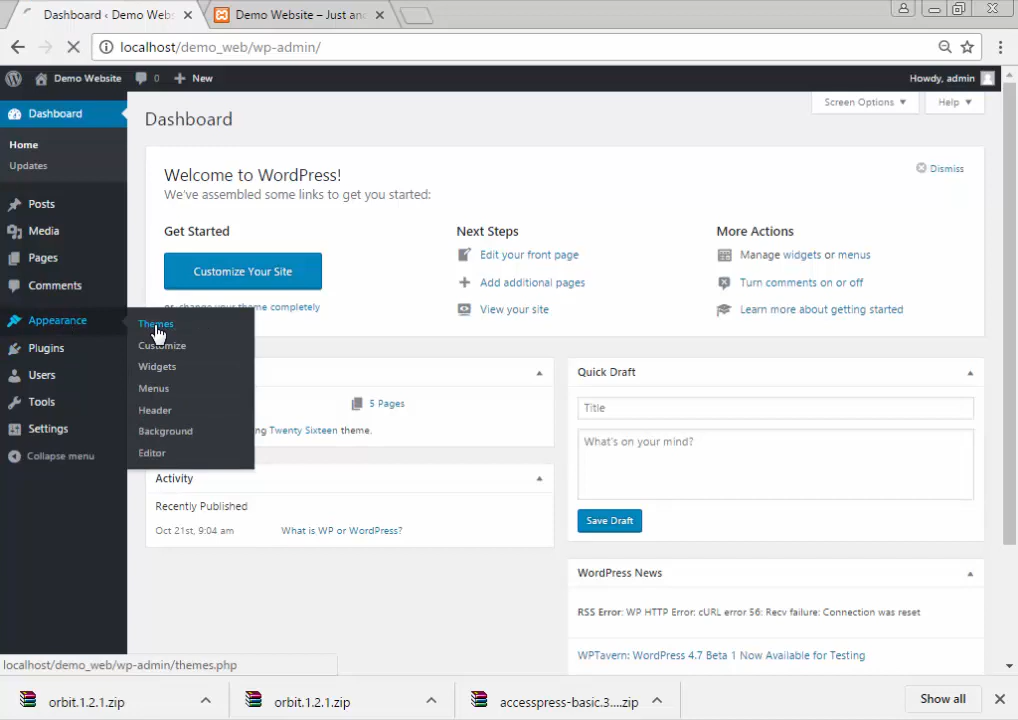 Dashboard ‹ Demo Webs
Demo Website – Just an
localhost/demo_web/wp-admin/
Demo Website
0
New
Howdy, admin
Dashboard
Home
Updates
Posts
Media
Pages
Comments
Appearance
Plugins
Users
Tools
Settings
Collapse menu
Themes
Customize
Widgets
Menus
Header
Background
Editor
Dashboard
Screen Options
Help
Welcome to WordPress!
We've assembled some links to get you started:
Dismiss
Get Started
Customize Your Site
or, change your theme completely
Next Steps
Edit your front page
Add additional pages
View your site
More Actions
Manage widgets or menus
Turn comments on or off
Learn more about getting started
5 Pages
ng Twenty Sixteen theme.
Activity
Recently Published
Oct 21st, 9:04 am
What is WP or WordPress?
Quick Draft
Title
What's on your mind?
Save Draft
WordPress News
RSS Error: WP HTTP Error: cURL error 56: Recv failure: Connection was reset
WPTavern: WordPress 4.7 Beta 1 Now Available for Testing
localhost/demo_web/wp-admin/themes.php
orbit.1.2.1.zip
orbit.1.2.1.zip
accesspress-basic.3....zip
Show all